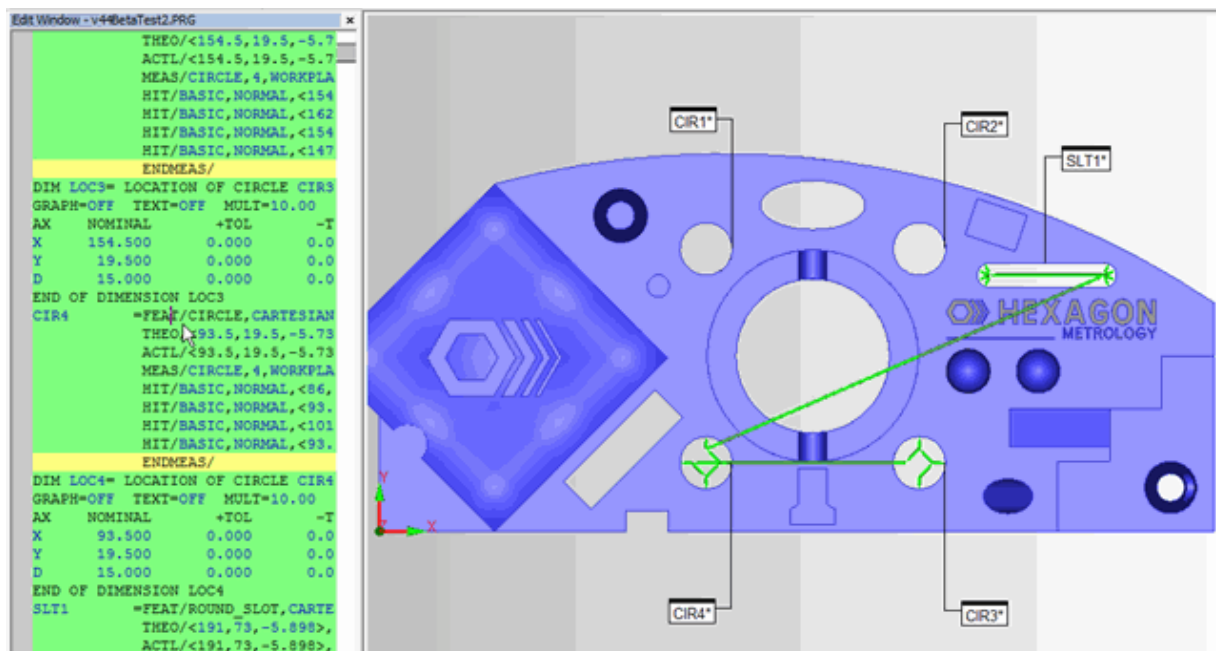 Edit Window - v44BetaTest2.PRG
THEO/<154.5,19.5,-5.7
ACTL/<154.5,19.5,-5.7
MEAS/CIRCLE,4,WORKPLA
HIT/BASIC,NORMAL,<154
HIT/BASIC,NORMAL,<162
HIT/BASIC,NORMAL,<154
HIT/BASIC,NORMAL,<147
ENDMEAS/
DIM LOC3= LOCATION OF CIRCLE CIR3
GRAPH=OFF TEXT=OFF MULT=10.00
AX NOMINAL +TOL -T
X 154.500 0.000 0.0
Y 19.500 0.000 0.0
D 15.000 0.000 0.0
END OF DIMENSION LOC3
CIR4 =FEAT/CIRCLE,CARTESIAN
THEO/<93.5,19.5,-5.73
ACTL/<93.5,19.5,-5.73
MEAS/CIRCLE,4,WORKPLA
HIT/BASIC,NORMAL,<86,
HIT/BASIC,NORMAL,<93.
HIT/BASIC,NORMAL,<101
HIT/BASIC,NORMAL,<93.
ENDMEAS/
DIM LOC4= LOCATION OF CIRCLE CIR4
GRAPH=OFF TEXT=OFF MULT=10.00
AX NOMINAL +TOL -T
X 93.500 0.000 0.0
Y 19.500 0.000 0.0
D 15.000 0.000 0.0
END OF DIMENSION LOC4
SLT1 =FEAT/ROUND_SLOT,CARTE
THEO/<191,73,-5.898>,
ACTL/<191,73,-5.898>,
CIR1*
CIR2*
SLT1*
HEXAGON
METROLOGY
Y
Z
X
CIR4*
CIR3*